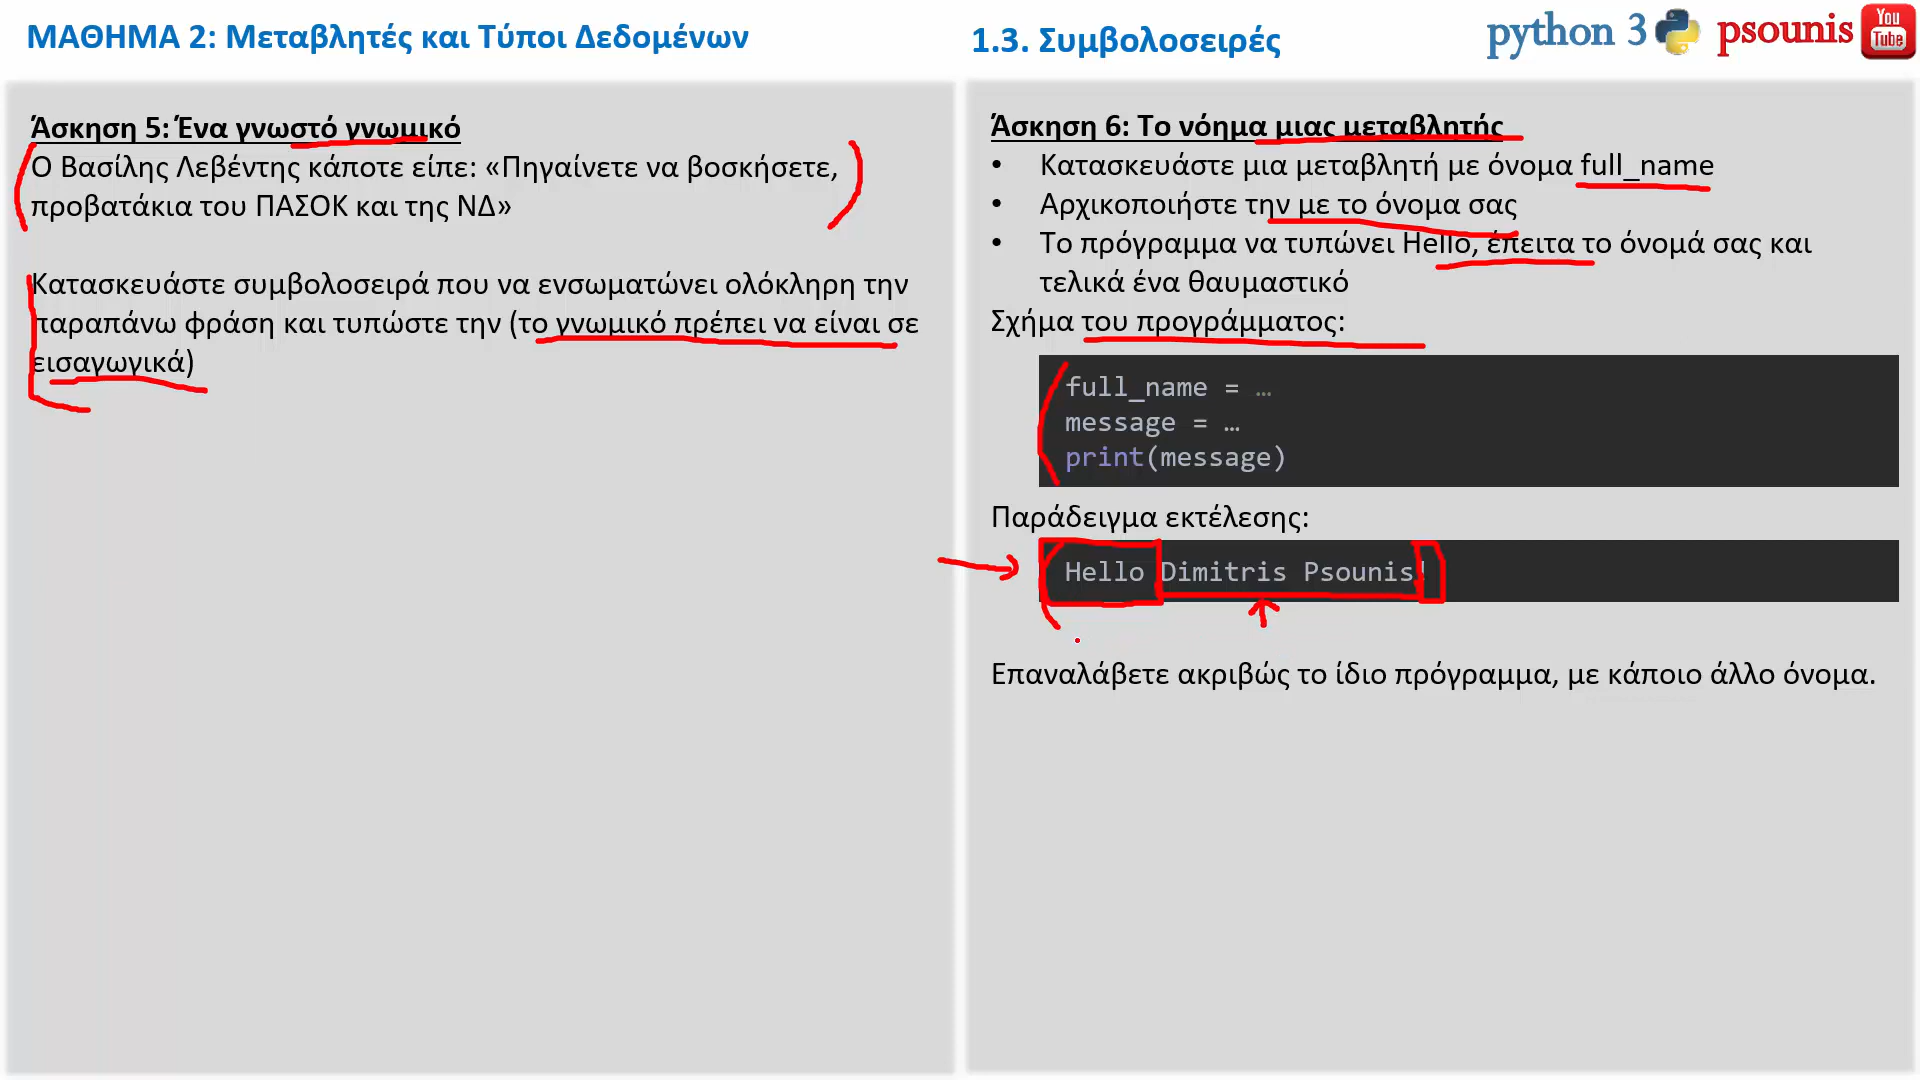 ΜΑΘΗΜΑ 2: Μεταβλητές και Τύποι Δεδομένων
1.3. Συμβολοσειρές
python 3
psounis
You
Tube
Άσκηση 5: Ένα γνωστό γνωμικό
Ο Βασίλης Λεβέντης κάποτε είπε: «Πηγαίνετε να βοσκήσετε,
προβατάκια του ΠΑΣΟΚ και της ΝΔ»
Κατασκευάστε συμβολοσειρά που να ενσωματώνει ολόκληρη την
παραπάνω φράση και τυπώστε την (το γνωμικό πρέπει να είναι σε
εισαγωγικά)
Άσκηση 6: Το νόημα μιας μεταβλητής
• Κατασκευάστε μια μεταβλητή με όνομα full_name
• Αρχικοποιήστε την με το όνομα σας
• Το πρόγραμμα να τυπώνει Hello, έπειτα το όνομά σας και
τελικά ένα θαυμαστικό
Σχήμα του προγράμματος:
full_name = …
message = …
print(message)
Παράδειγμα εκτέλεσης:
Hello Dimitris Psounis!
Επαναλάβετε ακριβώς το ίδιο πρόγραμμα, με κάποιο άλλο όνομα.